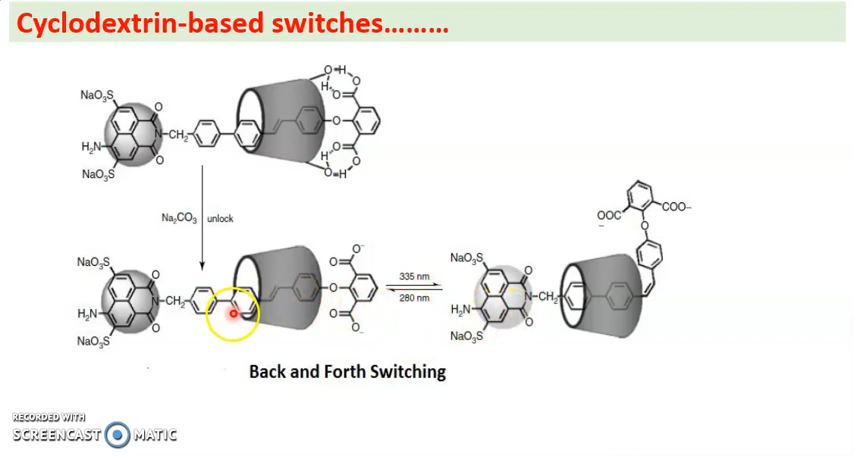 Cyclodextrin-based switches.........
NaO₃S
H₂N
NaO₃S
O
N
O
CH₂
O
O H
H
O
O
O
H
O
O H
Na₂CO₃ unlock
NaO₃S
H₂N
NaO₃S
O
N
O
CH₂
O
O
O⁻
O
O⁻
335 nm
280 nm
NaO₃S
H₂N
NaO₃S
O
N
O
CH₂
OOC⁻
COO⁻
O
Back and Forth Switching
RECORDED WITH
SCREENCAST MATIC